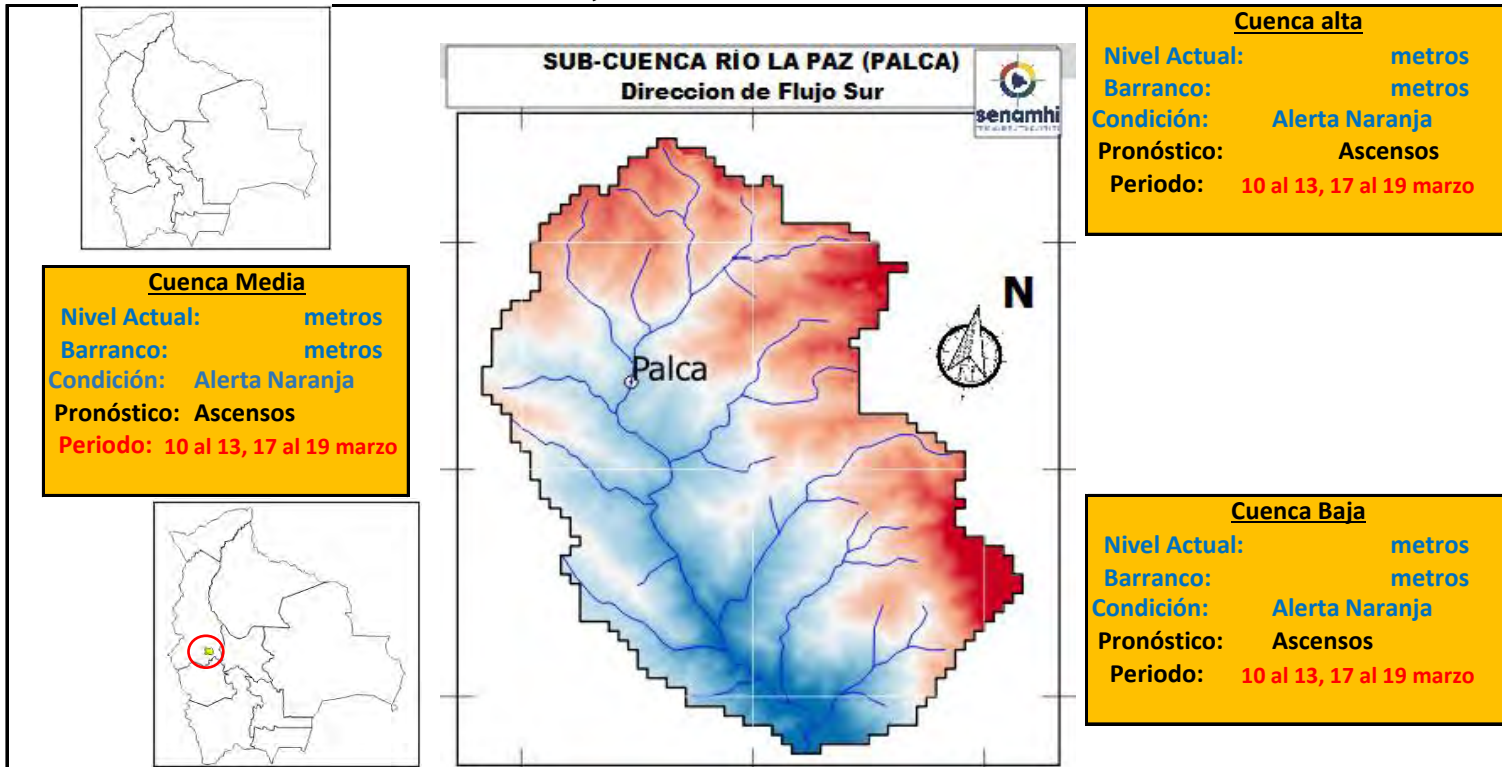 SUB-CUENCA RÍO LA PAZ (PALCA)
Direccion de Flujo Sur
senamhi
Cuenca alta
Nivel Actual: metros
Barranco: metros
Condición: Alerta Naranja
Pronóstico: Ascensos
Periodo: 10 al 13, 17 al 19 marzo
Cuenca Media
Nivel Actual: metros
Barranco: metros
Condición: Alerta Naranja
Pronóstico: Ascensos
Periodo: 10 al 13, 17 al 19 marzo
N
Palca
Cuenca Baja
Nivel Actual: metros
Barranco: metros
Condición: Alerta Naranja
Pronóstico: Ascensos
Periodo: 10 al 13, 17 al 19 marzo